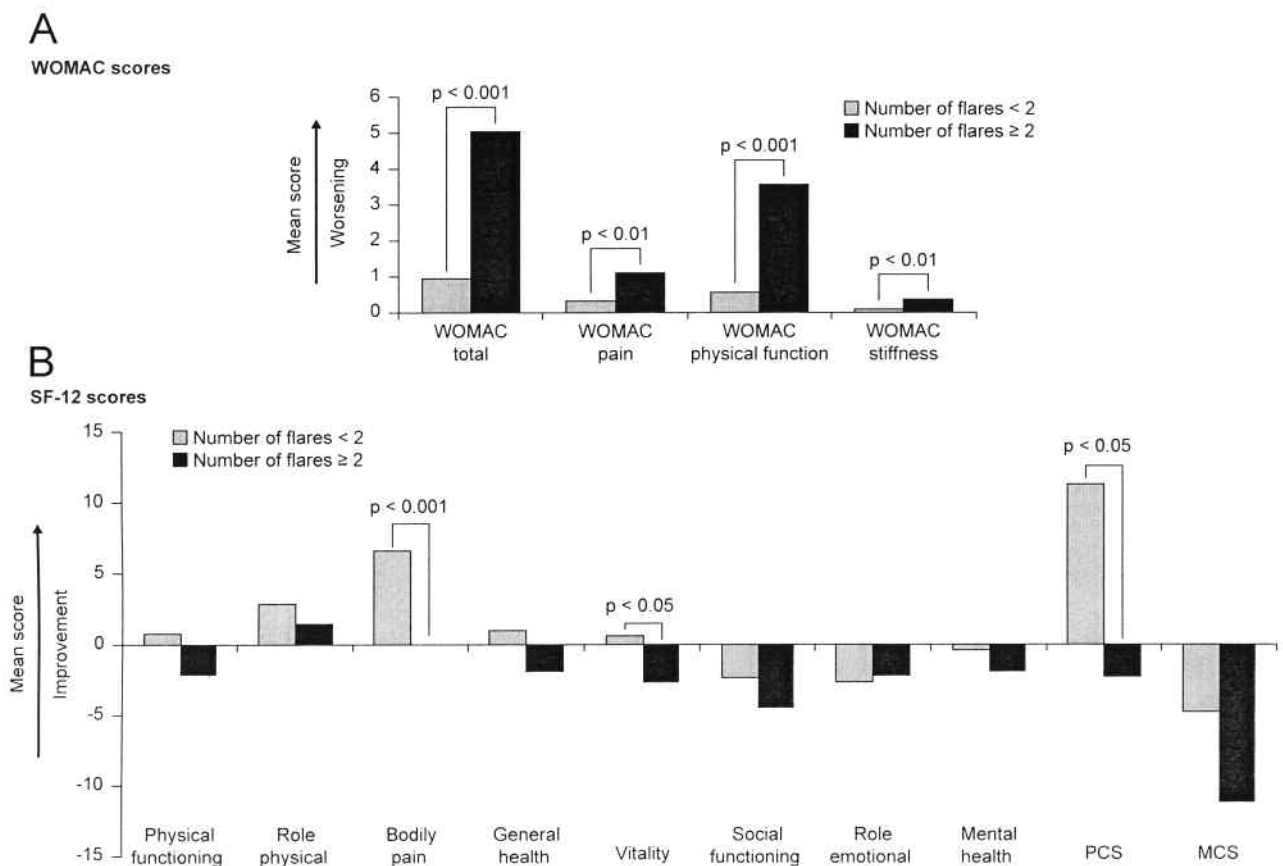 A
WOMAC scores
p < 0.001
p < 0.01
p < 0.001
p < 0.01
Number of flares < 2
Number of flares ≥ 2
Mean score
Worsening
6
5
4
3
2
1
0
WOMAC
total
WOMAC
pain
WOMAC
physical function
WOMAC
stiffness
B
SF-12 scores
Number of flares < 2
Number of flares ≥ 2
p < 0.001
p < 0.05
p < 0.05
Mean score
Improvement
15
10
5
0
-5
-10
-15
Physical
functioning
Role
physical
Bodily
pain
General
health
Vitality
Social
functioning
Role
emotional
Mental
health
PCS
MCS